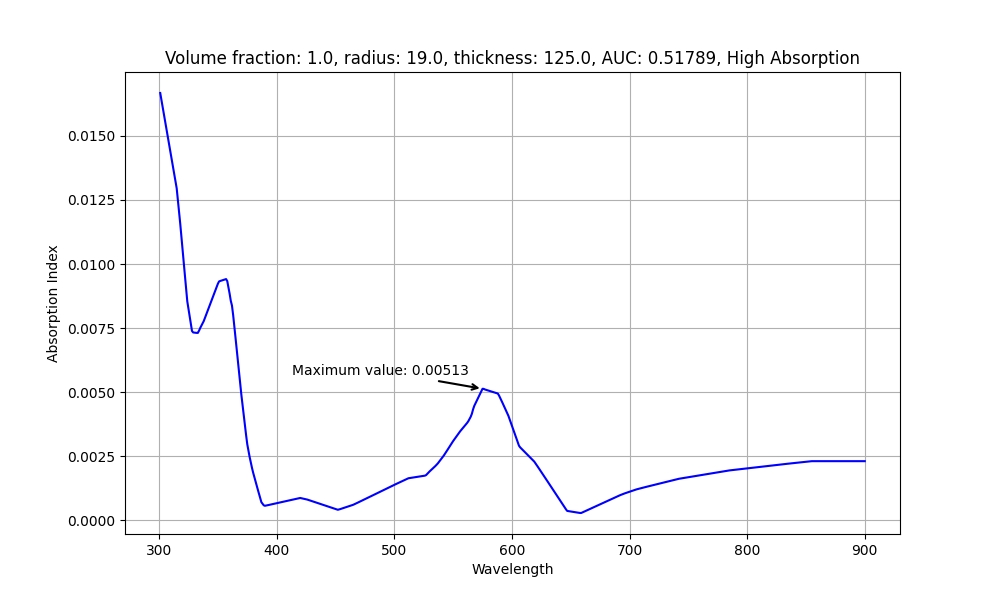 Volume fraction: 1.0, radius: 19.0, thickness: 125.0, AUC: 0.51789, High Absorption
0.0150
0.0125
0.0100
0.0075
0.0050
0.0025
0.0000
Absorption Index
Maximum value: 0.00513
300 400 500 600 700 800 900
Wavelength